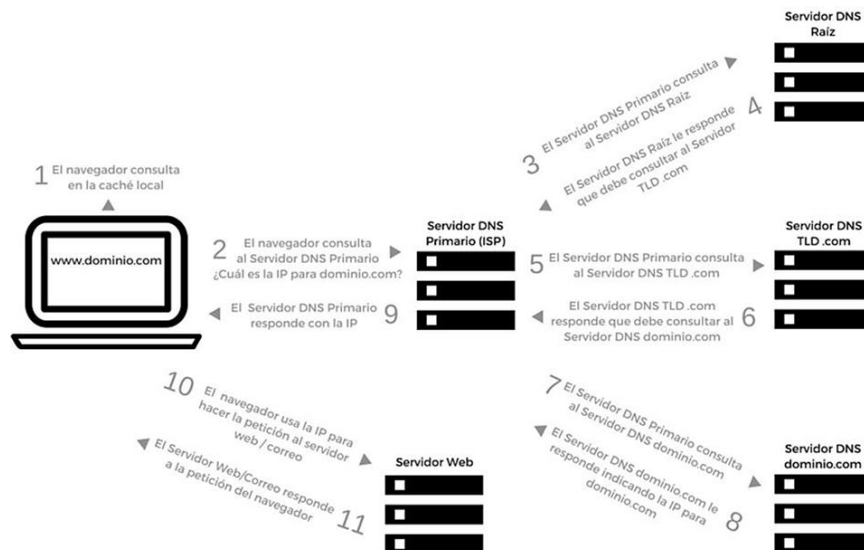 Servidor DNS
Raíz
3 El Servidor DNS Primario consulta
al Servidor DNS Raíz
El Servidor DNS Raíz le responde 4
que debe consultar al Servidor
TLD .com
1 El navegador consulta
en la caché local
www.dominio.com
2 El navegador consulta
al Servidor DNS Primario
¿Cuál es la IP para dominio.com?
Servidor DNS
Primario (ISP)
5 El Servidor DNS Primario consulta
al Servidor DNS TLD .com
Servidor DNS
TLD .com
El Servidor DNS Primario 9
responde con la IP
El Servidor DNS TLD .com
responde que debe consultar al 6
Servidor DNS dominio.com
10 El navegador usa la IP para
hacer la petición al servidor
web / correo
El Servidor Web/Correo responde
a la petición del navegador 11
Servidor Web
7 El Servidor DNS Primario consulta
al Servidor DNS dominio.com
El Servidor DNS dominio.com le
responde indicando la IP para 8
dominio.com
Servidor DNS
dominio.com